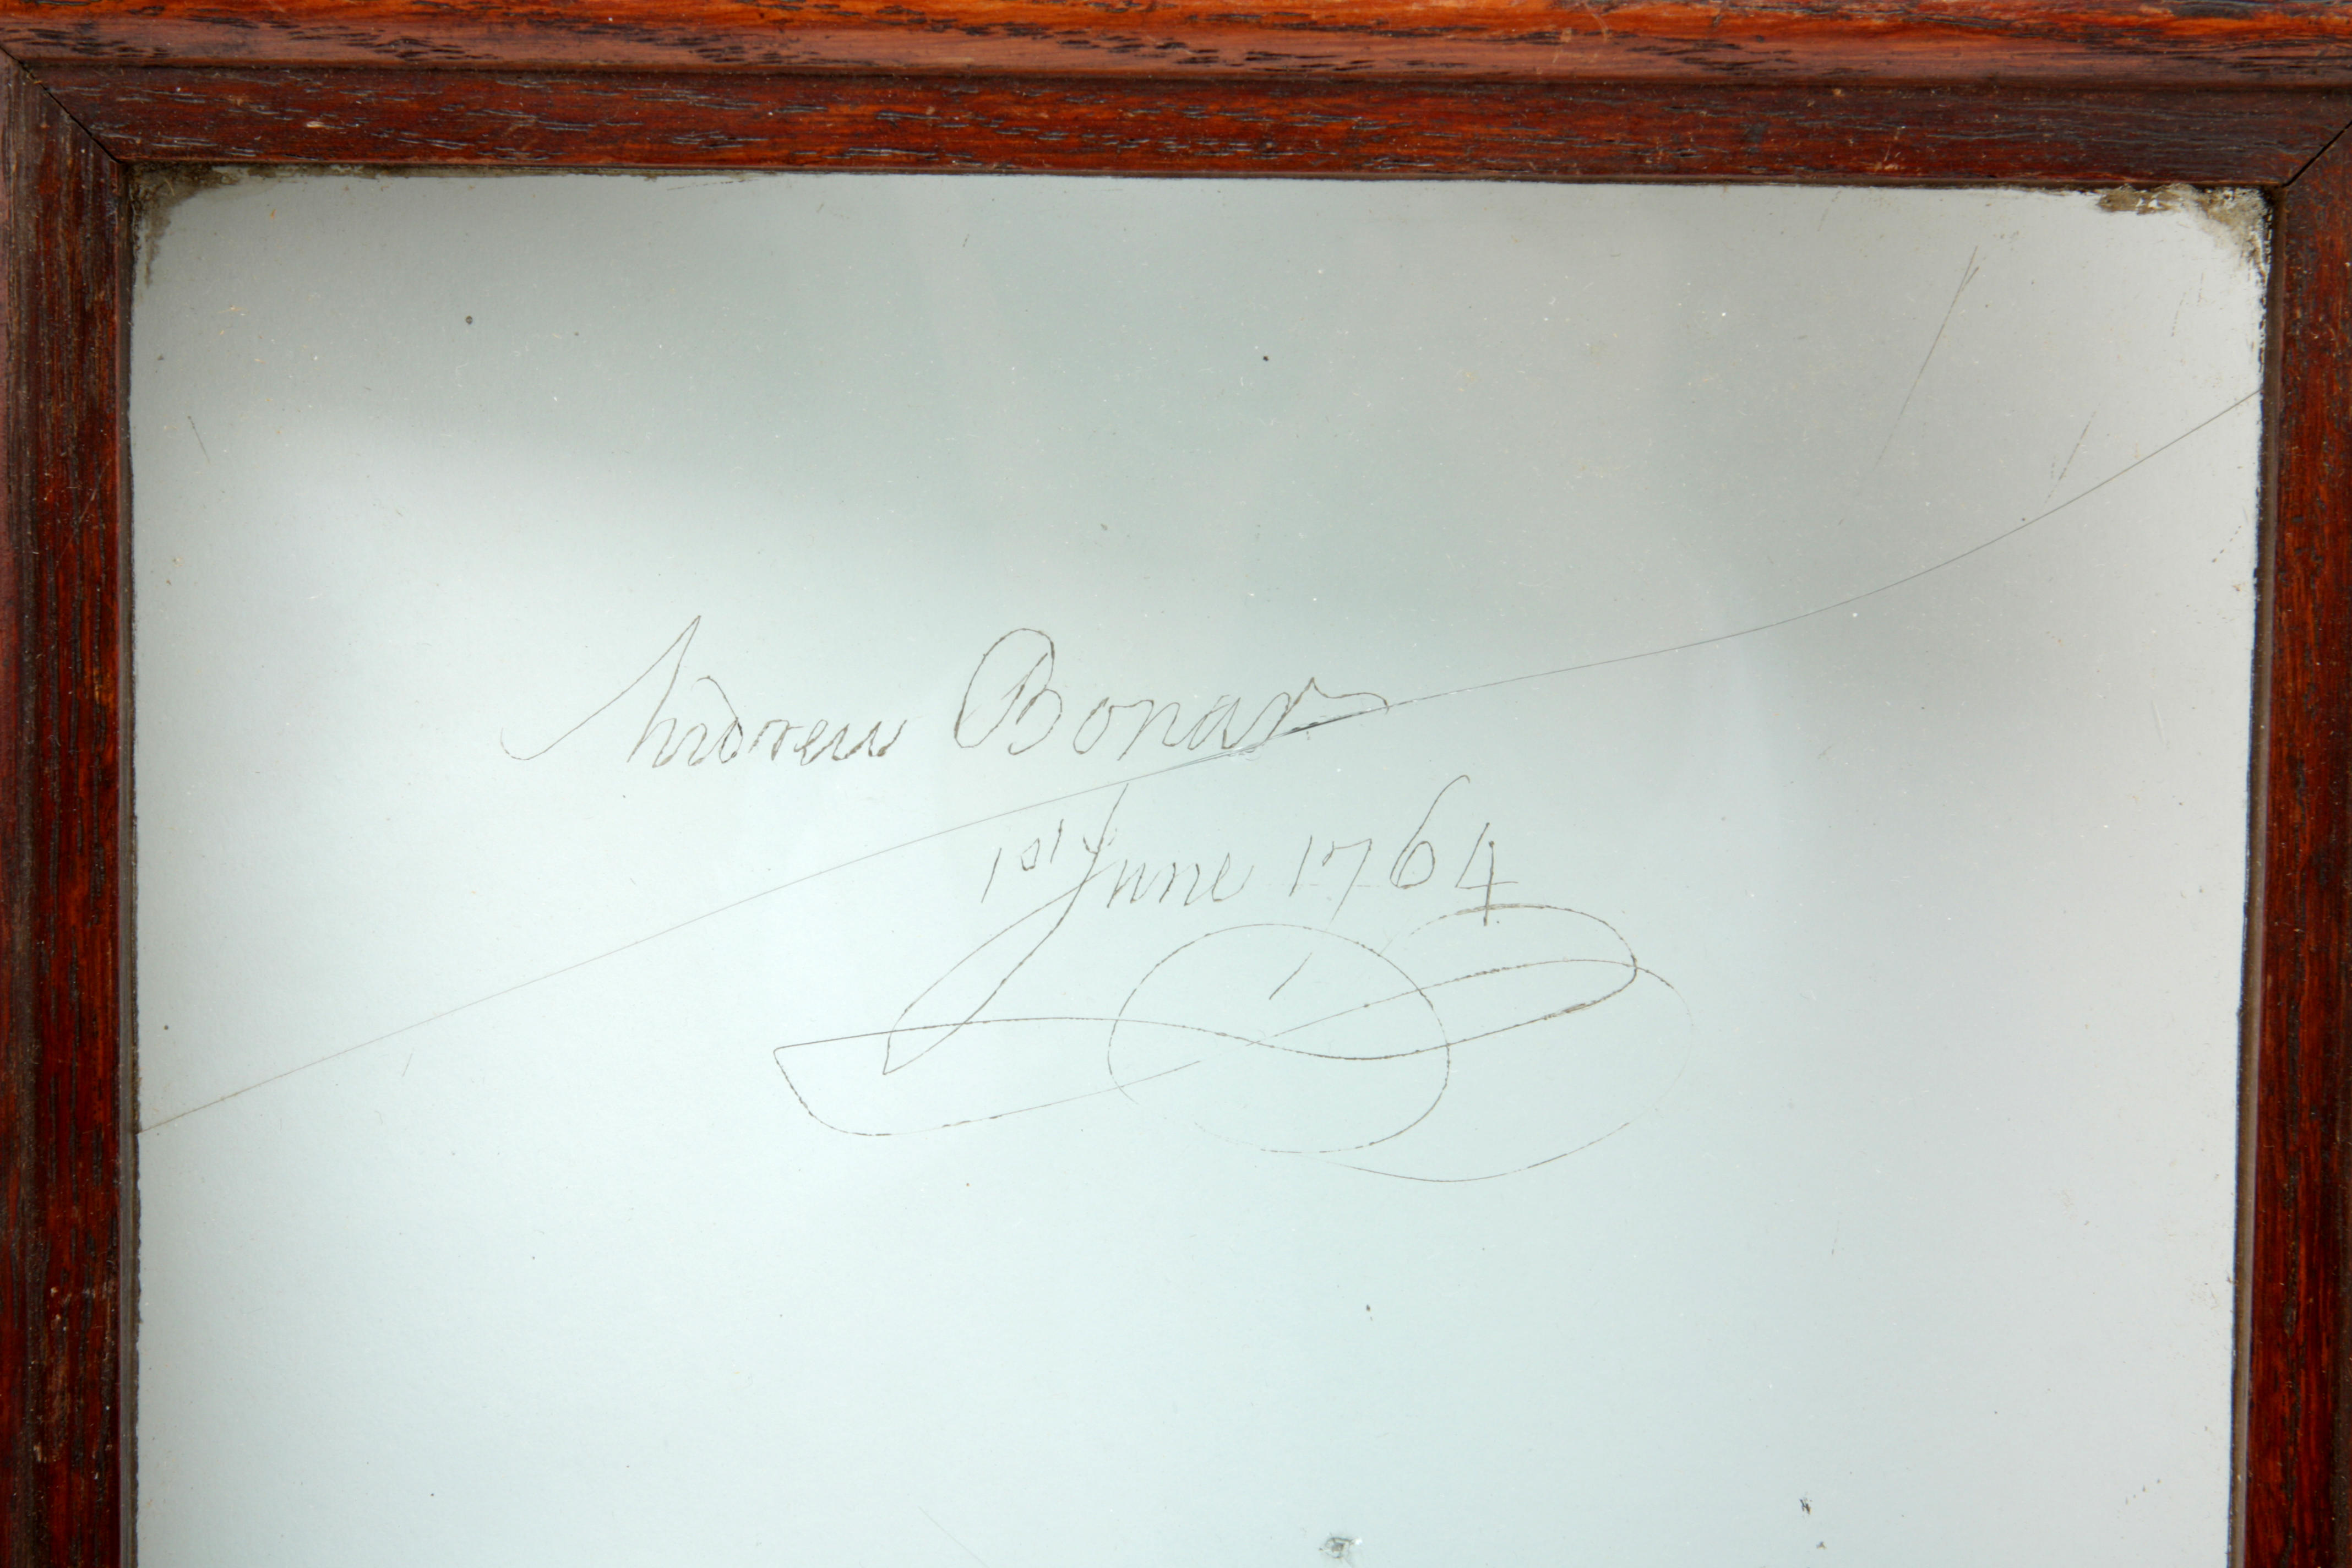 Andrew Bonar
1st June 1764